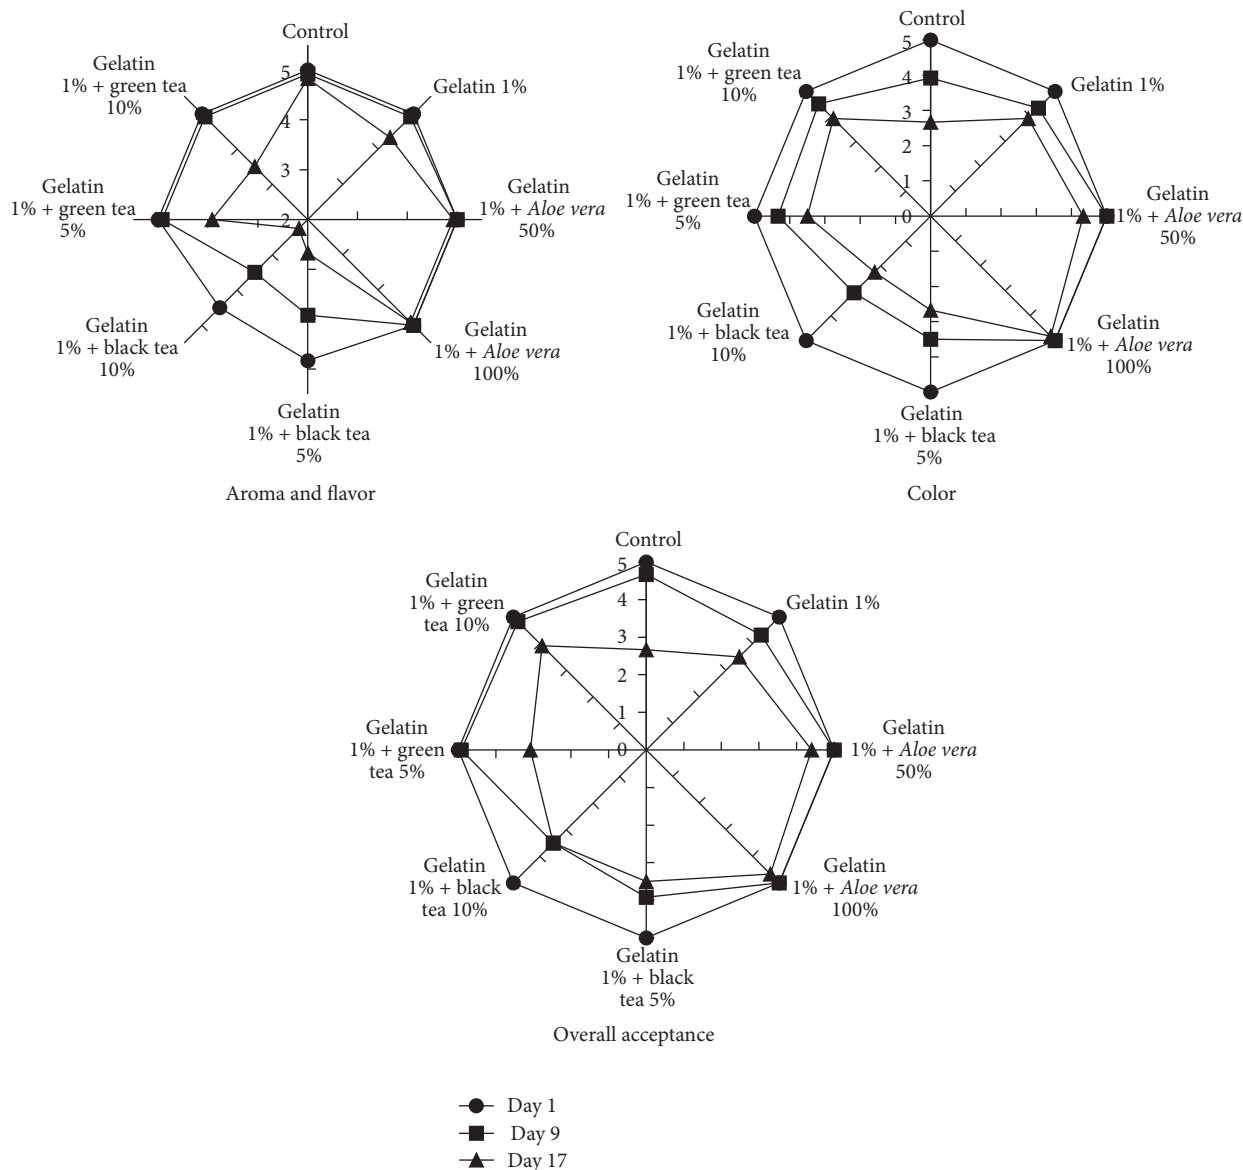 Control
5
4
3
2
Gelatin 1%
Gelatin
1% + Aloe vera
50%
Gelatin
1% + Aloe vera
100%
Gelatin
1% + black tea
5%
Gelatin
1% + black tea
10%
Gelatin
1% + green tea
5%
Gelatin
1% + green tea
10%
Aroma and flavor
Control
5
4
3
2
1
0
Gelatin 1%
Gelatin
1% + Aloe vera
50%
Gelatin
1% + Aloe vera
100%
Gelatin
1% + black tea
5%
Gelatin
1% + black tea
10%
Gelatin
1% + green tea
5%
Gelatin
1% + green tea
10%
Color
Control
5
4
3
2
1
0
Gelatin 1%
Gelatin
1% + Aloe vera
50%
Gelatin
1% + Aloe vera
100%
Gelatin
1% + black
tea 5%
Gelatin
1% + black
tea 10%
Gelatin
1% + green
tea 5%
Gelatin
1% + green
tea 10%
Overall acceptance
Day 1
Day 9
Day 17